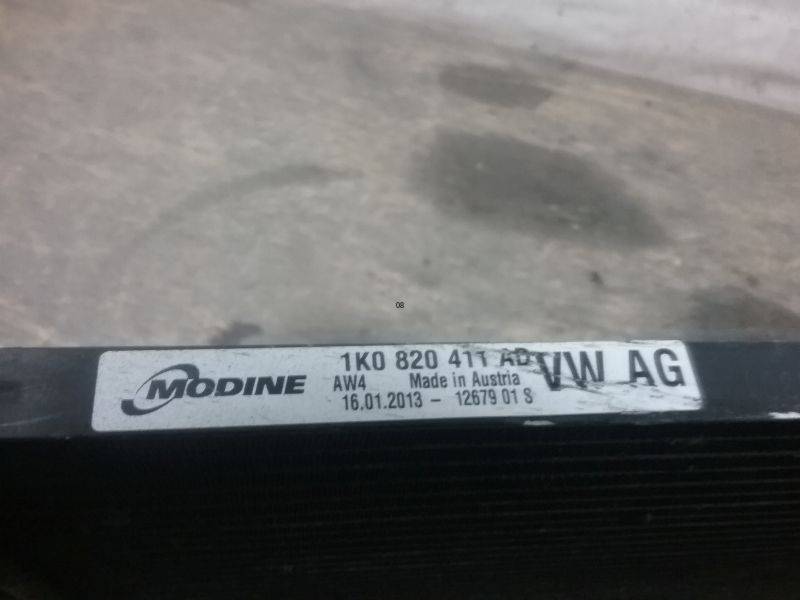 08
MODINE
1K0 820 411 AD VW AG
AW4 Made in Austria
16.01.2013 - 12679 01 S